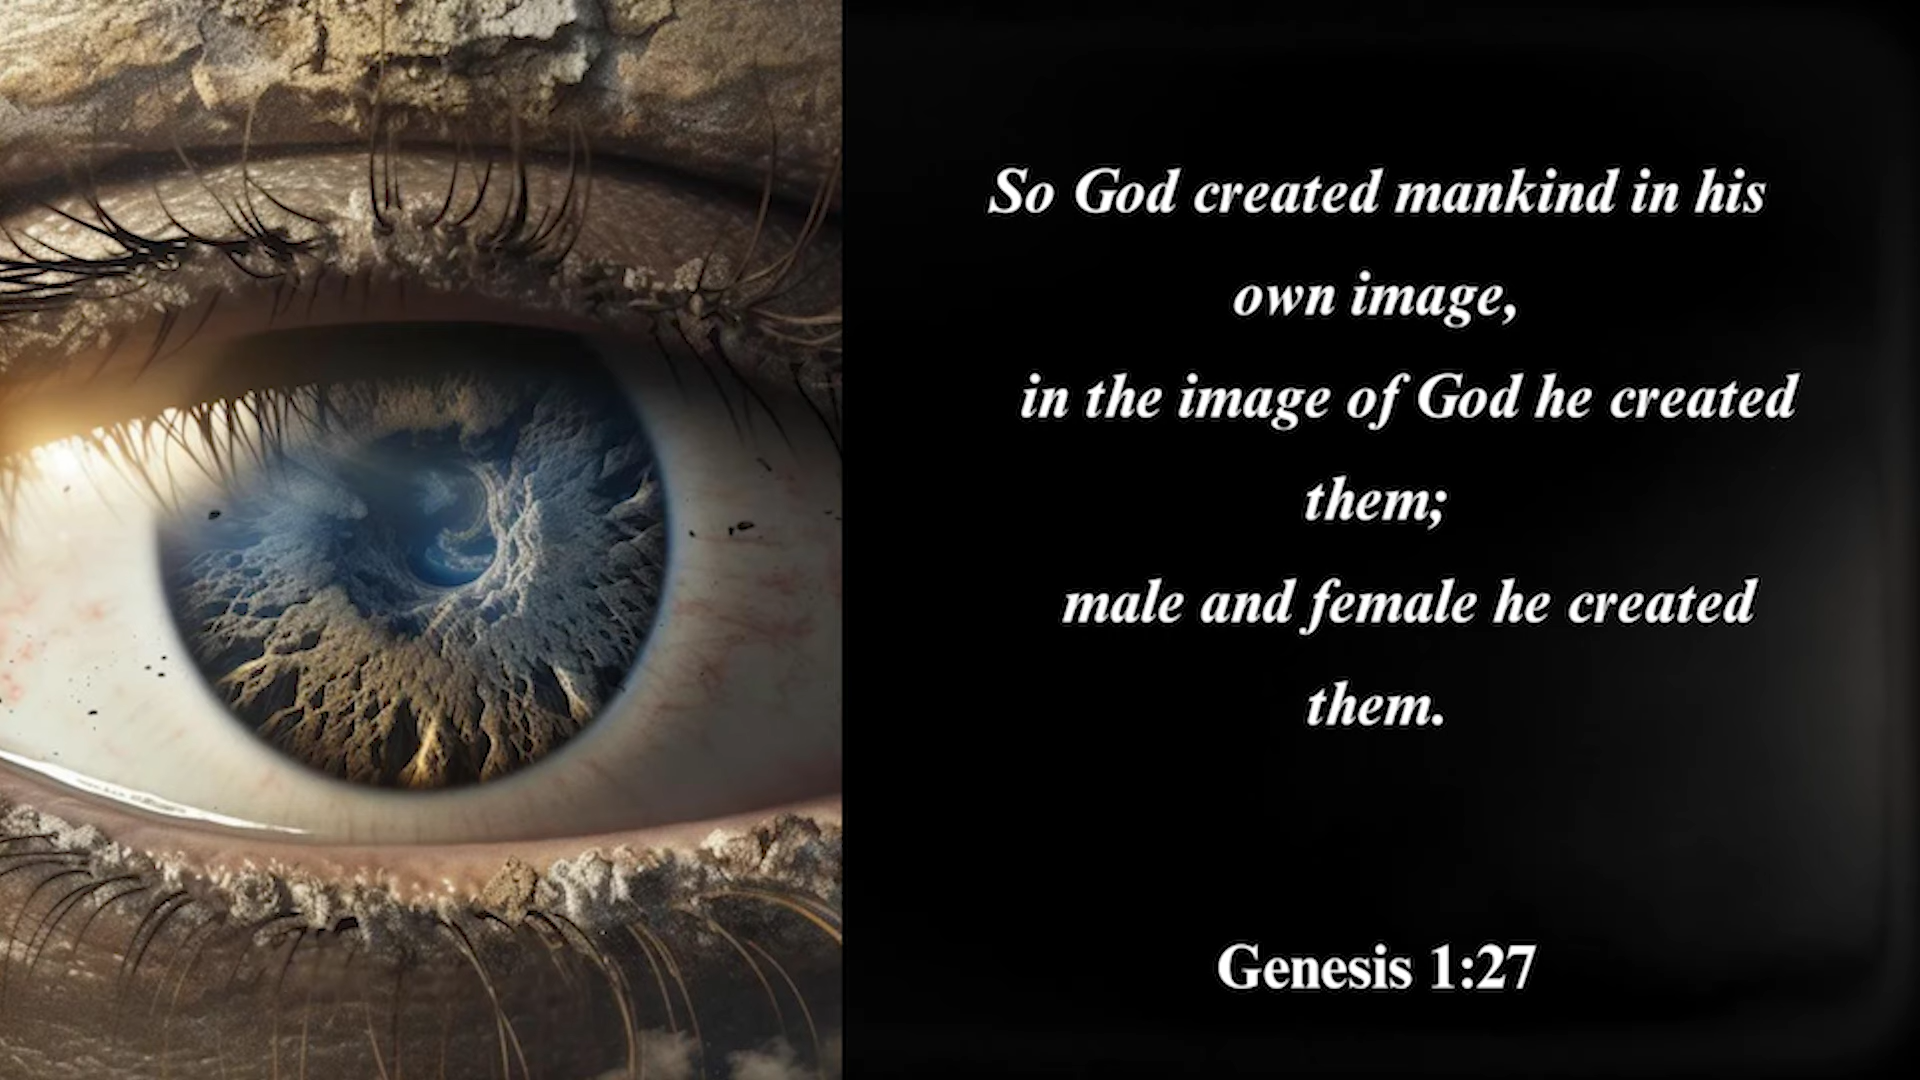 So God created mankind in his
own image,
in the image of God he created
them;
male and female he created
them.
Genesis 1:27